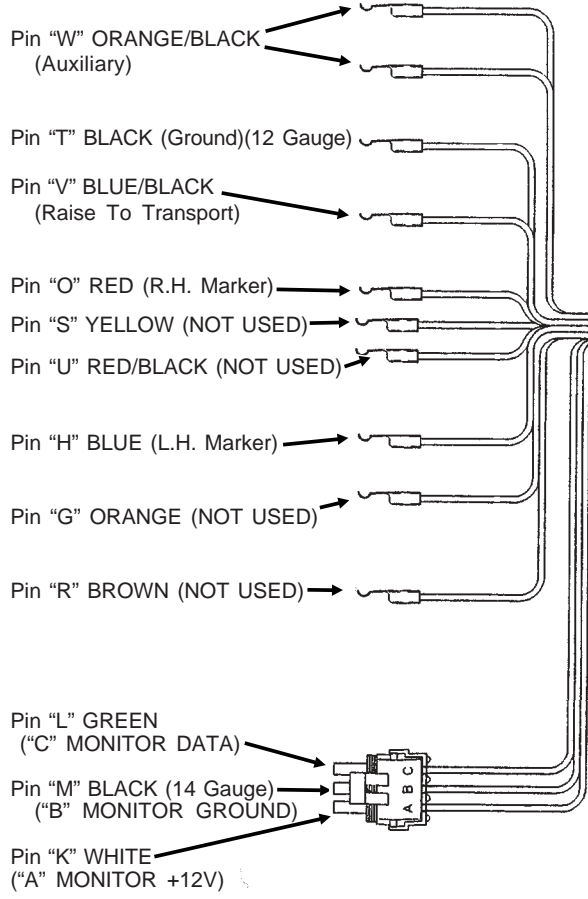 Pin “W” ORANGE/BLACK
(Auxiliary)
Pin “T” BLACK (Ground)(12 Gauge)
Pin “V” BLUE/BLACK
(Raise To Transport)
Pin “O” RED (R.H. Marker)
Pin “S” YELLOW (NOT USED)
Pin “U” RED/BLACK (NOT USED)
Pin “H” BLUE (L.H. Marker)
Pin “G” ORANGE (NOT USED)
Pin “R” BROWN (NOT USED)
Pin “L” GREEN
(“C” MONITOR DATA)
Pin “M” BLACK (14 Gauge)
(“B” MONITOR GROUND)
Pin “K” WHITE
(“A” MONITOR +12V)
A B C